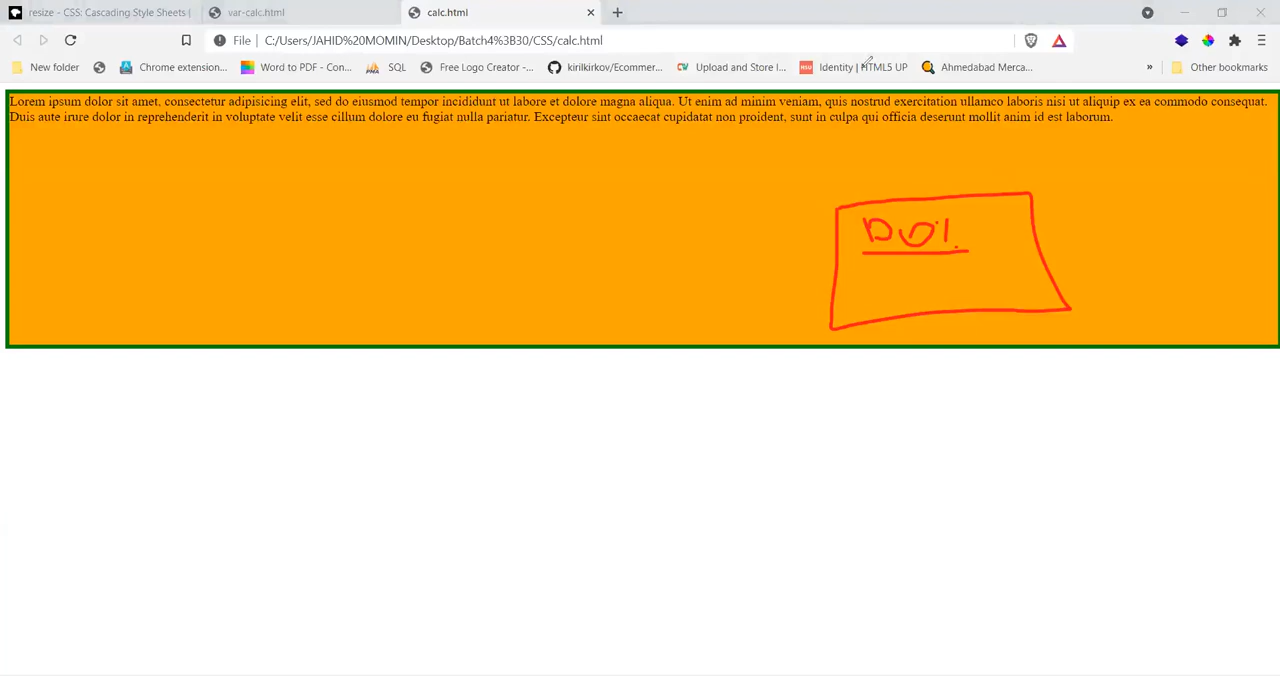 resize - CSS: Cascading Style Sheets |
var-calc.html
calc.html
File
C:/Users/JAHID%20MOMIN/Desktop/Batch4%3B30/CSS/calc.html
New folder
Chrome extension...
Word to PDF - Con...
SQL
Free Logo Creator -...
kirilkirkov/Ecommer...
Upload and Store I...
Identity | HTML5 UP
Ahmedabad Merca...
»
Other bookmarks
Lorem ipsum dolor sit amet, consectetur adipisicing elit, sed do eiusmod tempor incididunt ut labore et dolore magna aliqua. Ut enim ad minim veniam, quis nostrud exercitation ullamco laboris nisi ut aliquip ex ea commodo consequat.
Duis aute irure dolor in reprehenderit in voluptate velit esse cillum dolore eu fugiat nulla pariatur. Excepteur sint occaecat cupidatat non proident, sunt in culpa qui officia deserunt mollit anim id est laborum.